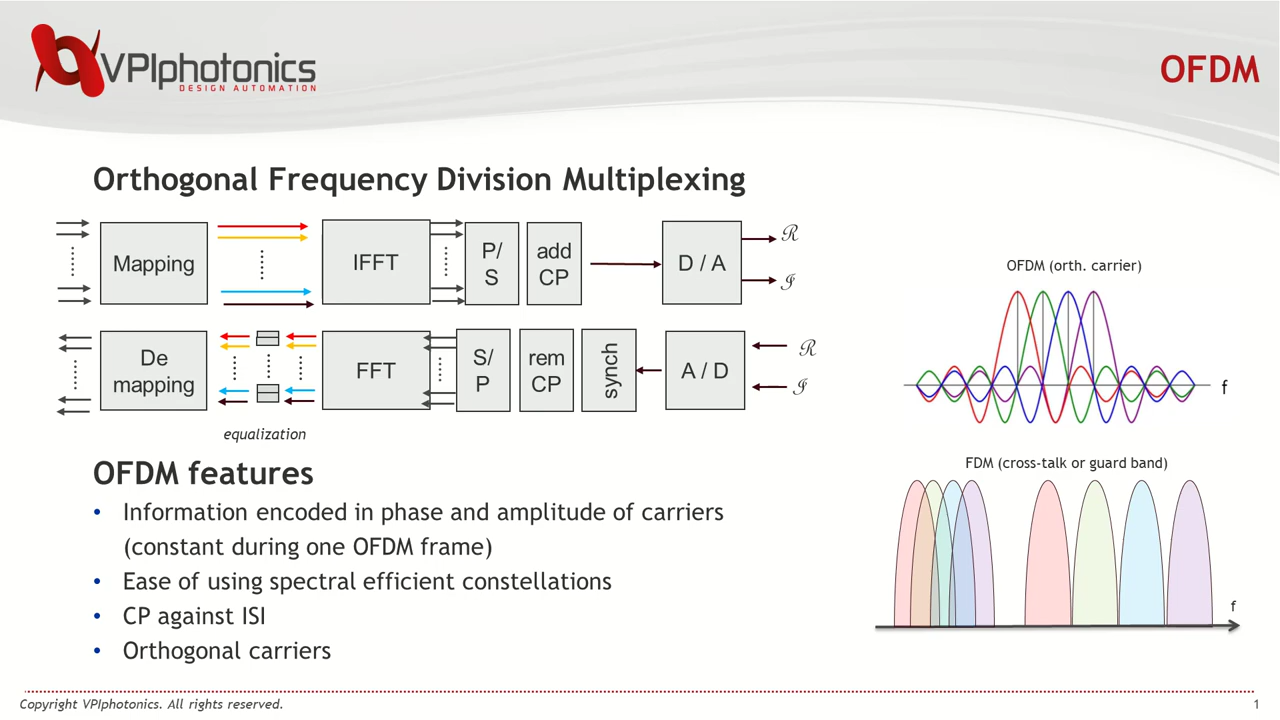 VPIphotonics
DESIGN AUTOMATION
OFDM
Orthogonal Frequency Division Multiplexing
Mapping
IFFT
P/
S
add
CP
D / A
ℛ
ℐ
De
mapping
FFT
S/
P
rem
CP
synch
A / D
ℛ
ℐ
equalization
OFDM (orth. carrier)
f
FDM (cross-talk or guard band)
f
OFDM features
• Information encoded in phase and amplitude of carriers
(constant during one OFDM frame)
• Ease of using spectral efficient constellations
• CP against ISI
• Orthogonal carriers
Copyright VPIphotonics. All rights reserved.
1